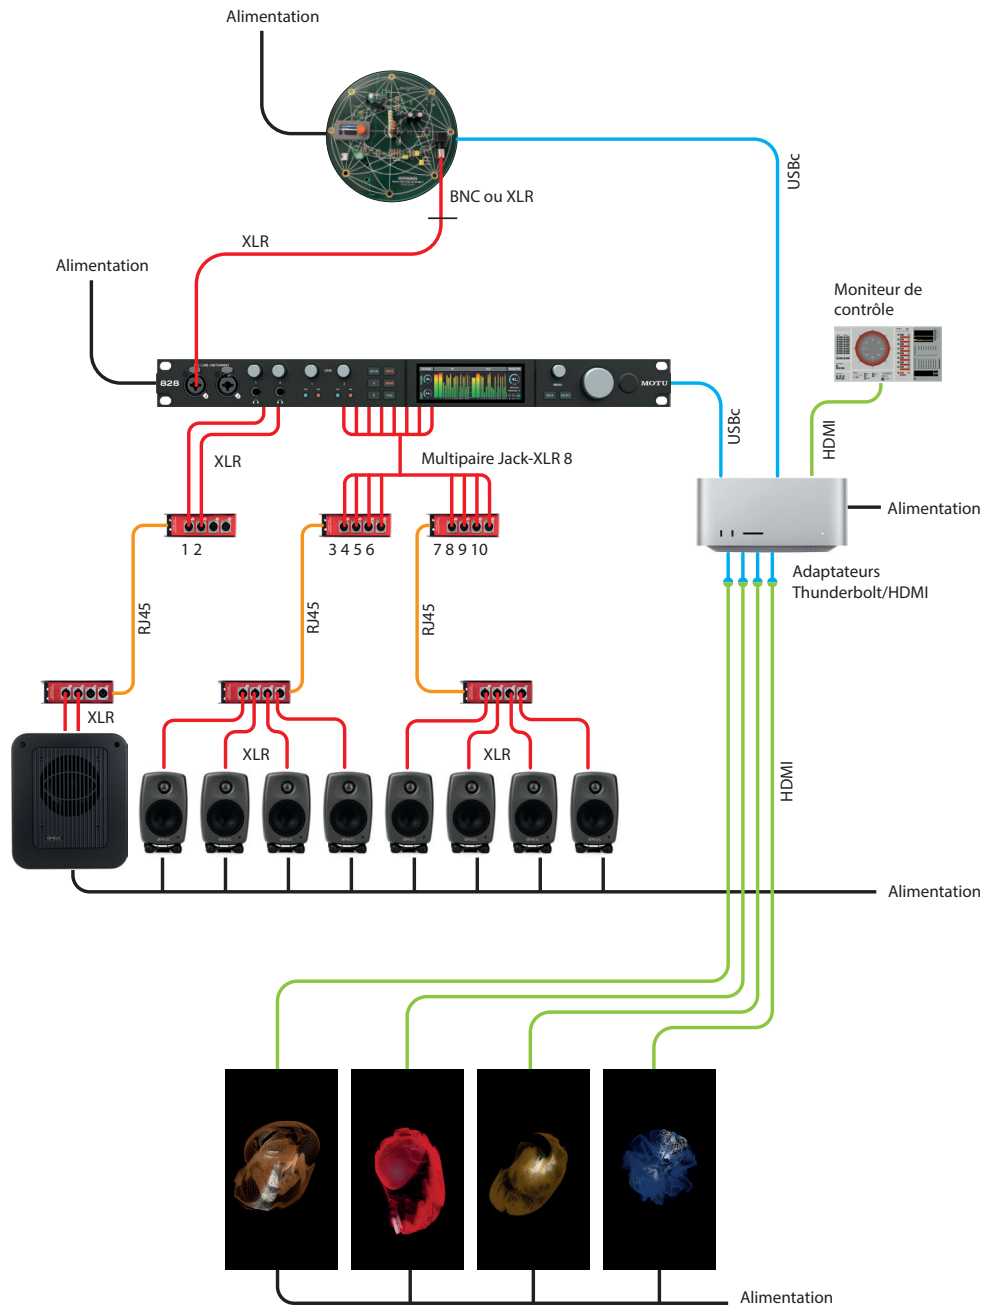 Alimentation
USBc
BNC ou XLR
XLR
Alimentation
Moniteur de
contrôle
828
MOTU
USBc
HDMI
XLR
Multipaire Jack-XLR 8
Alimentation
1 2
3 4 5 6
7 8 9 10
Adaptateurs
Thunderbolt/HDMI
RJ45
RJ45
RJ45
XLR
XLR
XLR
HDMI
Alimentation
Alimentation